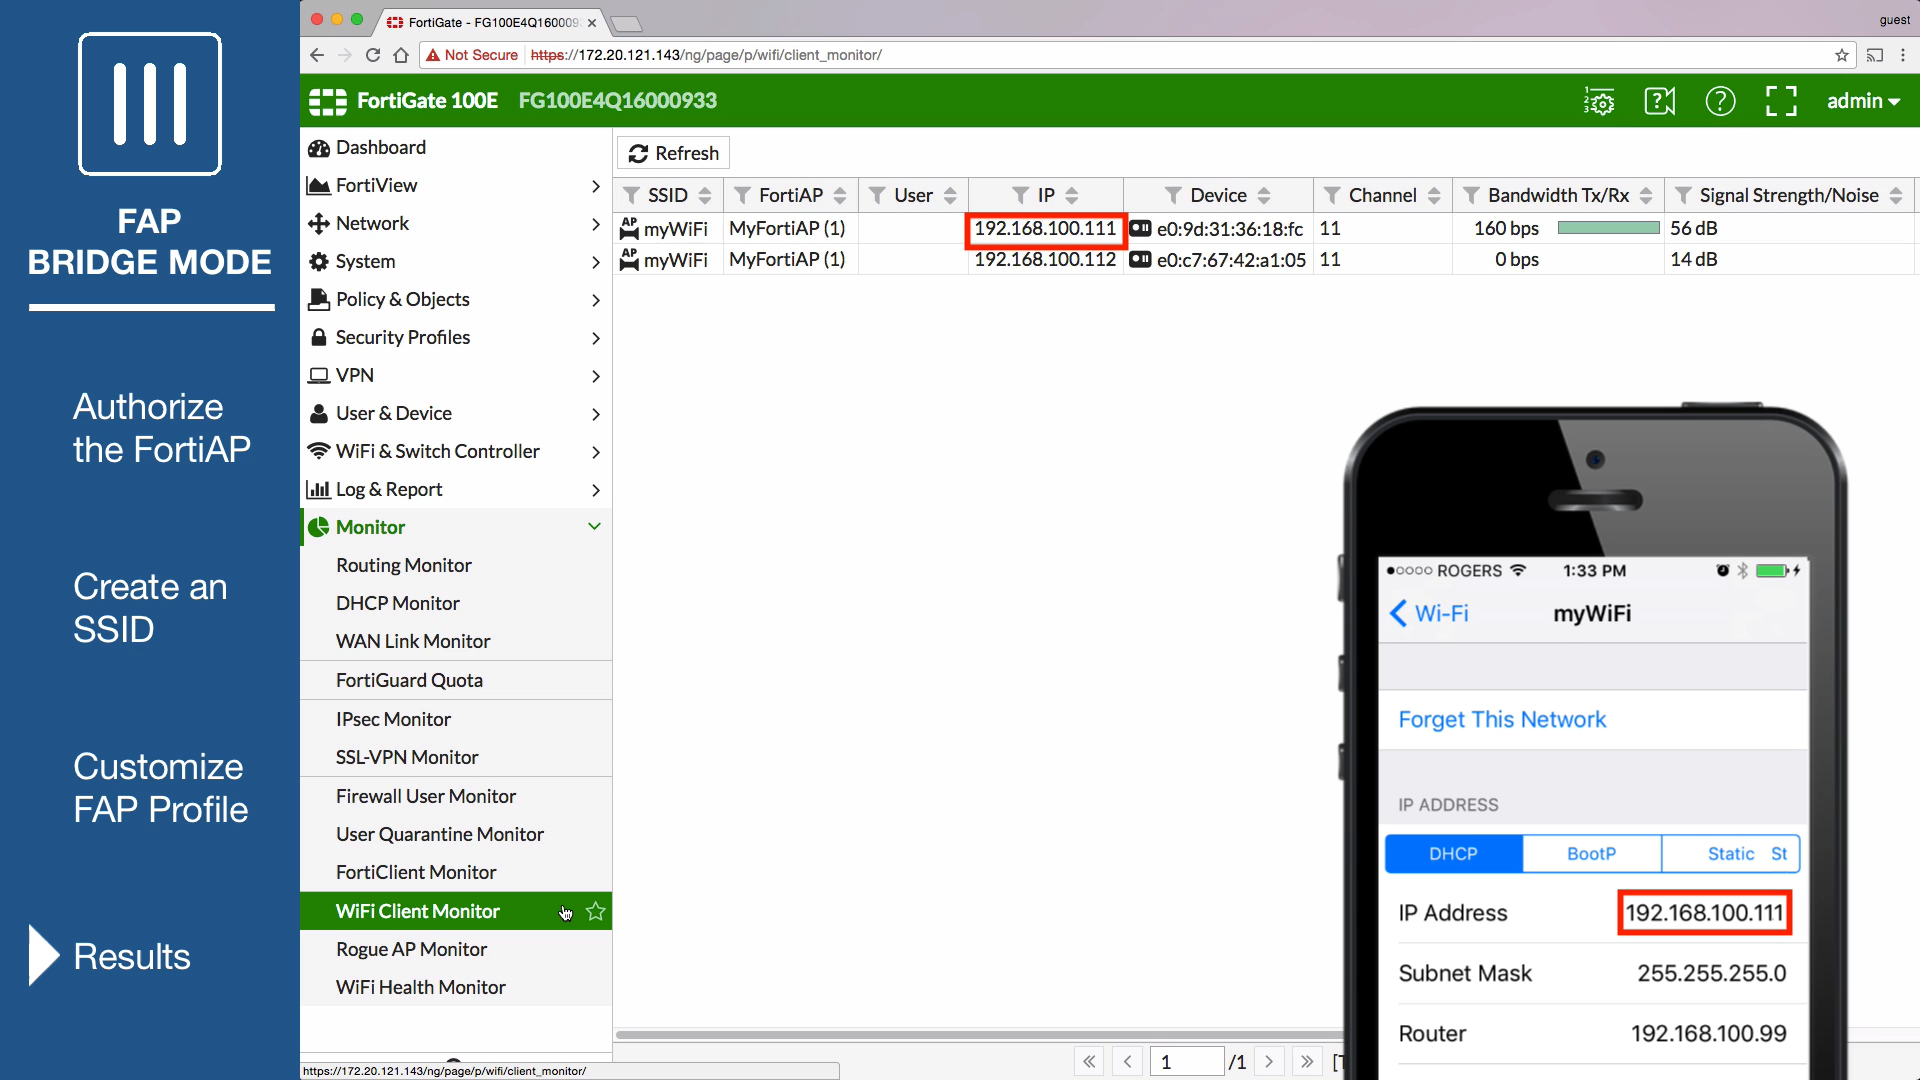 FAP
BRIDGE MODE
Authorize
the FortiAP
Create an
SSID
Customize
FAP Profile
Results
FortiGate - FG100E4Q160009
guest
Not Secure https://172.20.121.143/ng/page/p/wifi/client_monitor/
FortiGate 100E FG100E4Q16000933
admin
Dashboard
FortiView
Network
System
Policy & Objects
Security Profiles
VPN
User & Device
WiFi & Switch Controller
Log & Report
Monitor
Routing Monitor
DHCP Monitor
WAN Link Monitor
FortiGuard Quota
IPsec Monitor
SSL-VPN Monitor
Firewall User Monitor
User Quarantine Monitor
FortiClient Monitor
WiFi Client Monitor
Rogue AP Monitor
WiFi Health Monitor
https://172.20.121.143/ng/page/p/wifi/client_monitor/
Refresh
SSID FortiAP User IP Device Channel Bandwidth Tx/Rx Signal Strength/Noise
AP myWiFi MyFortiAP (1) 192.168.100.111 e0:9d:31:36:18:fc 11 160 bps 56 dB
AP myWiFi MyFortiAP (1) 192.168.100.112 e0:c7:67:42:a1:05 11 0 bps 14 dB
1 /1
ROGERS 1:33 PM
Wi-Fi myWiFi
Forget This Network
IP ADDRESS
DHCP BootP Static St
IP Address 192.168.100.111
Subnet Mask 255.255.255.0
Router 192.168.100.99